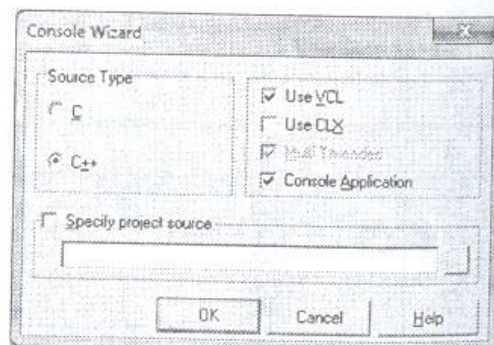 Console Wizard
Source Type
C
C++
Use VCL
Use CLX
Multi Threaded
Console Application
Specify project source
...
OK
Cancel
Help